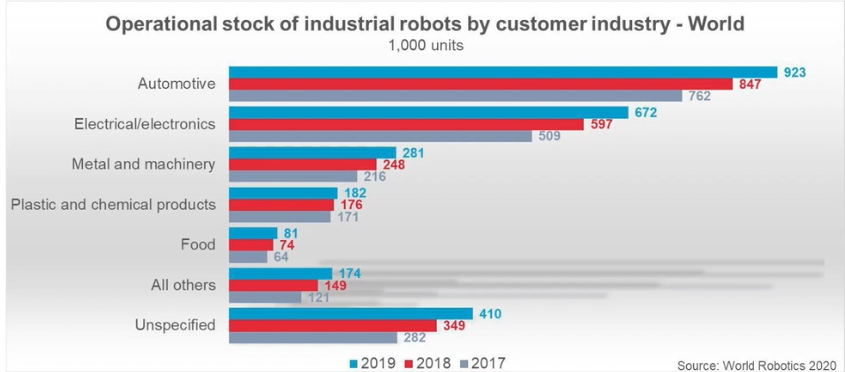 Operational stock of industrial robots by customer industry - World
1,000 units
Automotive
923
847
762
Electrical/electronics
672
597
509
Metal and machinery
281
248
216
Plastic and chemical products
182
176
171
Food
81
74
64
All others
174
149
121
Unspecified
410
349
282
2019 2018 2017
Source: World Robotics 2020